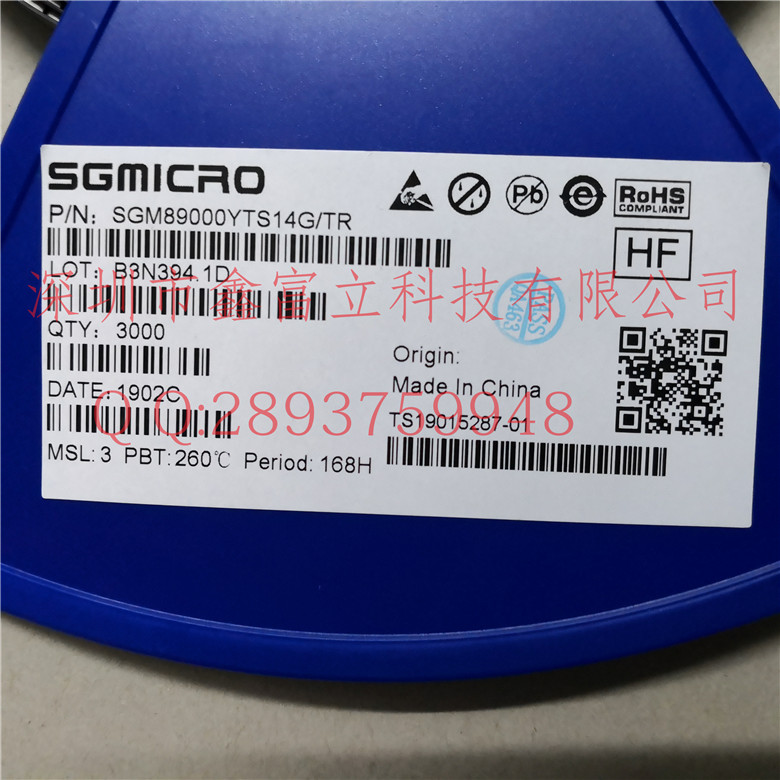 SGMICRO
P/N: SGM89000YTS14G/TR
Pb
e
RoHS
COMPLIANT
HF
LOT: B3N394.1D
深圳市鑫富立科技有限公司
PASS
QTY: 3000
DATE:1902C
QQ:2893759948
MSL:3 PBT:260℃ Period:168H
Origin:
Made In China
TS19015287-01